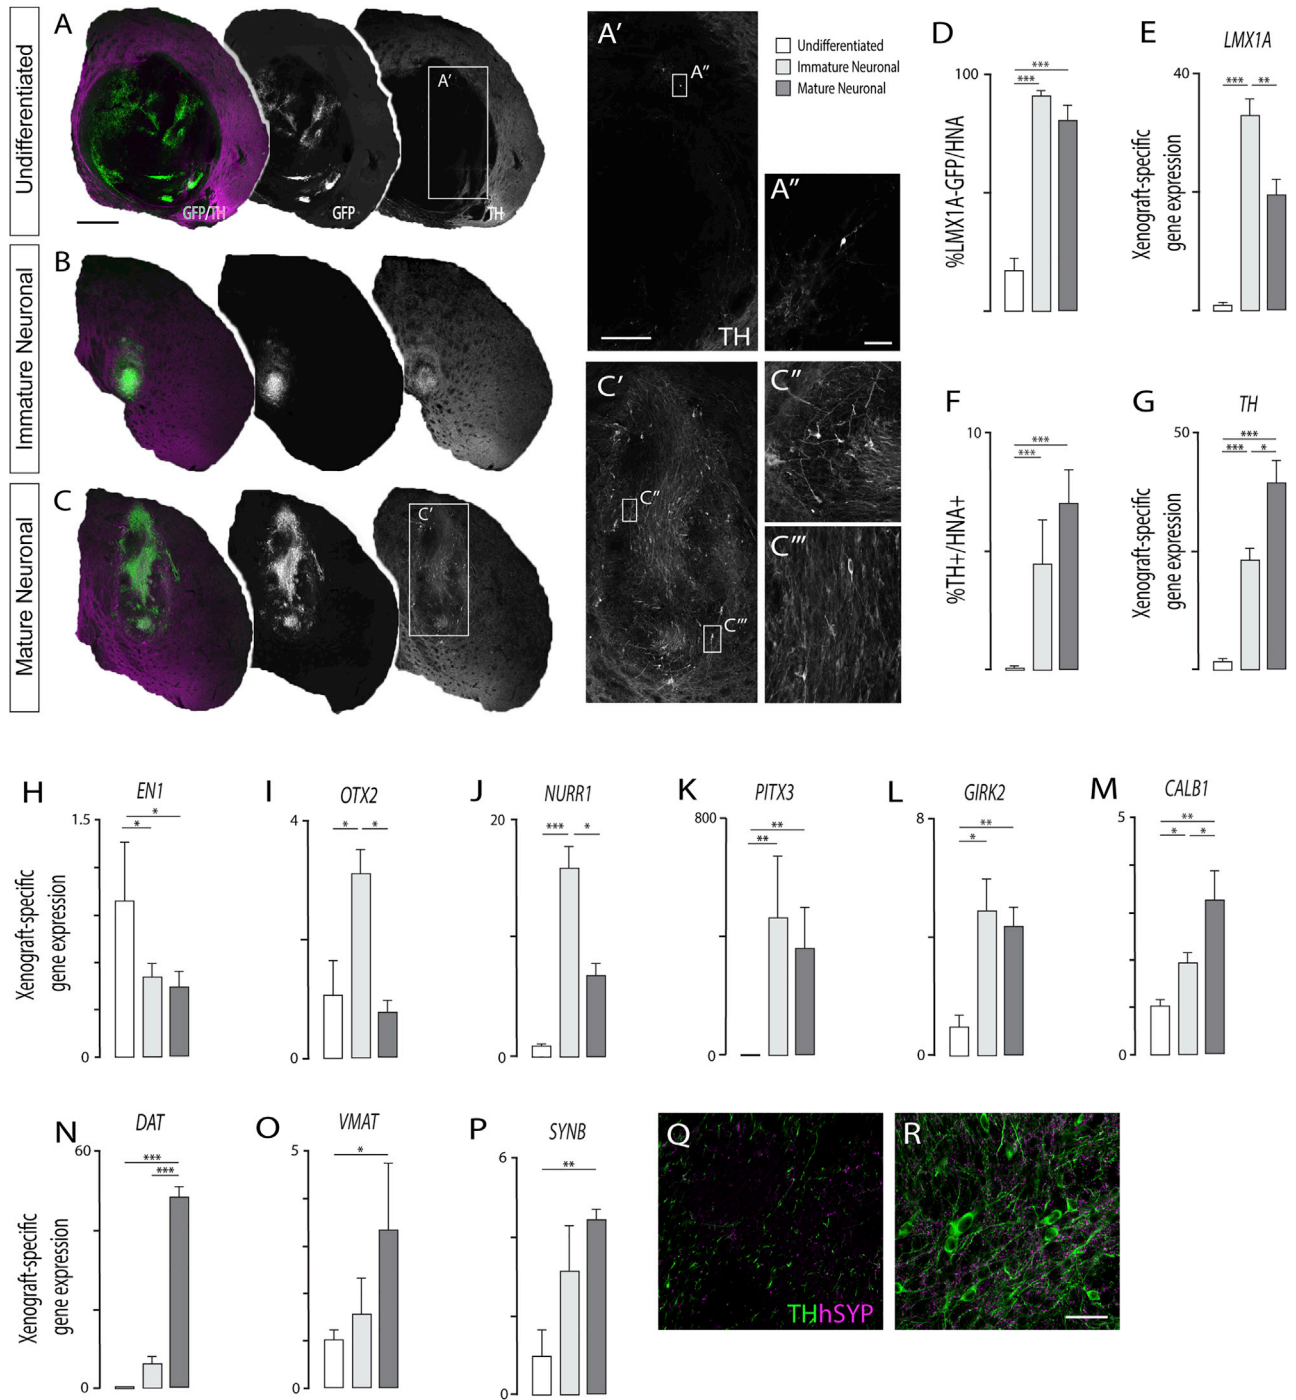 Undifferentiated
A
GFP/TH
GFP
A'
TH
Immature Neuronal
B
Mature Neuronal
C
C'
A'
A''
TH
A''
C'
C''
C'''
C''
C'''
Undifferentiated
Immature Neuronal
Mature Neuronal
D
%LMX1A-GFP/HNA
100
***
***
E
LMX1A
Xenograft-specific
gene expression
40
***
**
F
%TH+/HNA+
10
***
***
G
TH
Xenograft-specific
gene expression
50
***
***
*
H
EN1
Xenograft-specific
gene expression
1.5
0
*
*
I
OTX2
4
0
*
*
J
NURR1
20
0
***
*
K
PITX3
800
0
**
**
L
GIRK2
8
0
**
*
M
CALB1
5
0
**
*
*
N
DAT
Xenograft-specific
gene expression
60
0
***
***
O
VMAT
5
0
*
P
SYNB
6
0
**
Q
THhSYP
R